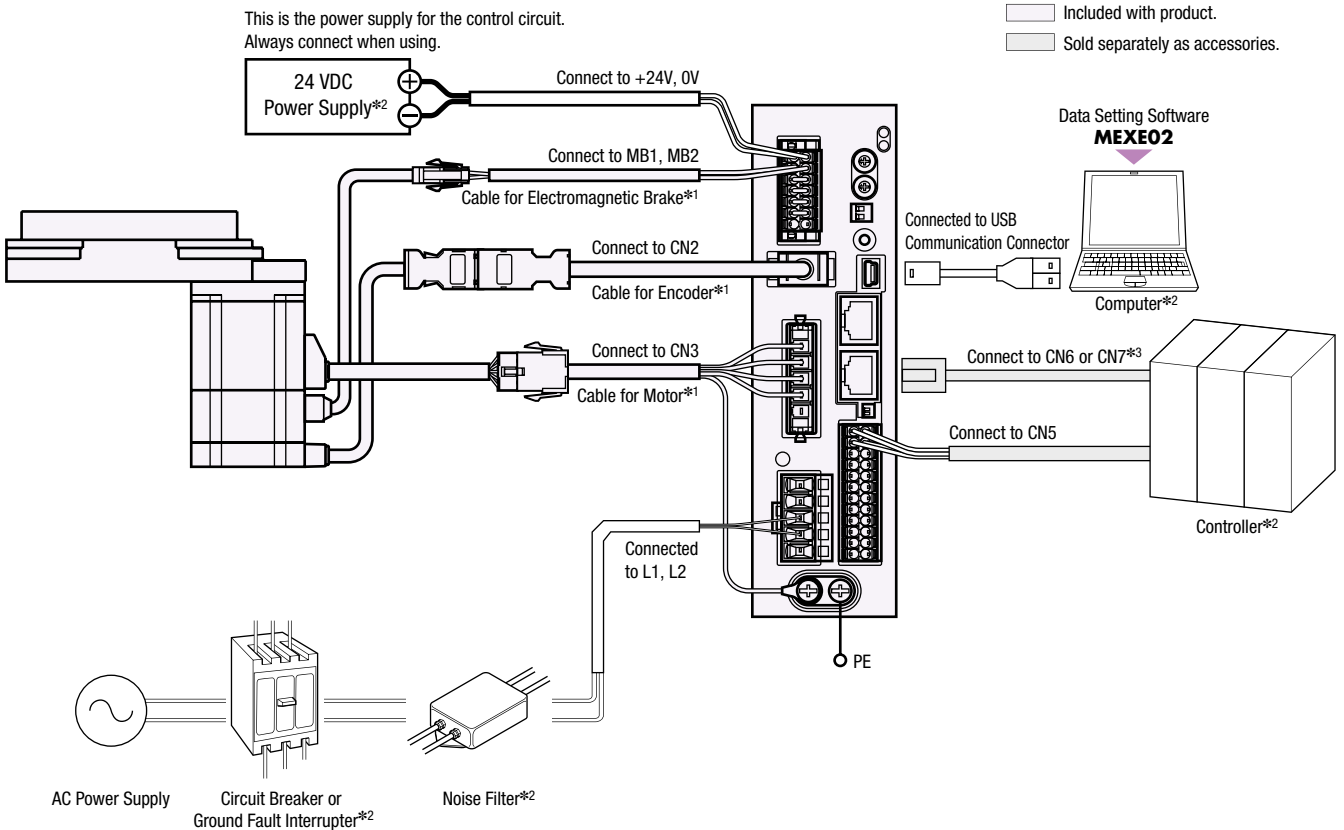 This is the power supply for the control circuit.
Always connect when using.
Included with product.
Sold separately as accessories.
24 VDC
Power Supply*2
Connect to +24V, 0V
Connect to MB1, MB2
Cable for Electromagnetic Brake*1
Connect to CN2
Cable for Encoder*1
Connect to CN3
Cable for Motor*1
Data Setting Software
MEXE02
Connected to USB
Communication Connector
Computer*2
Connect to CN6 or CN7*3
Connect to CN5
Controller*2
Connected
to L1, L2
PE
AC Power Supply
Circuit Breaker or
Ground Fault Interrupter*2
Noise Filter*2